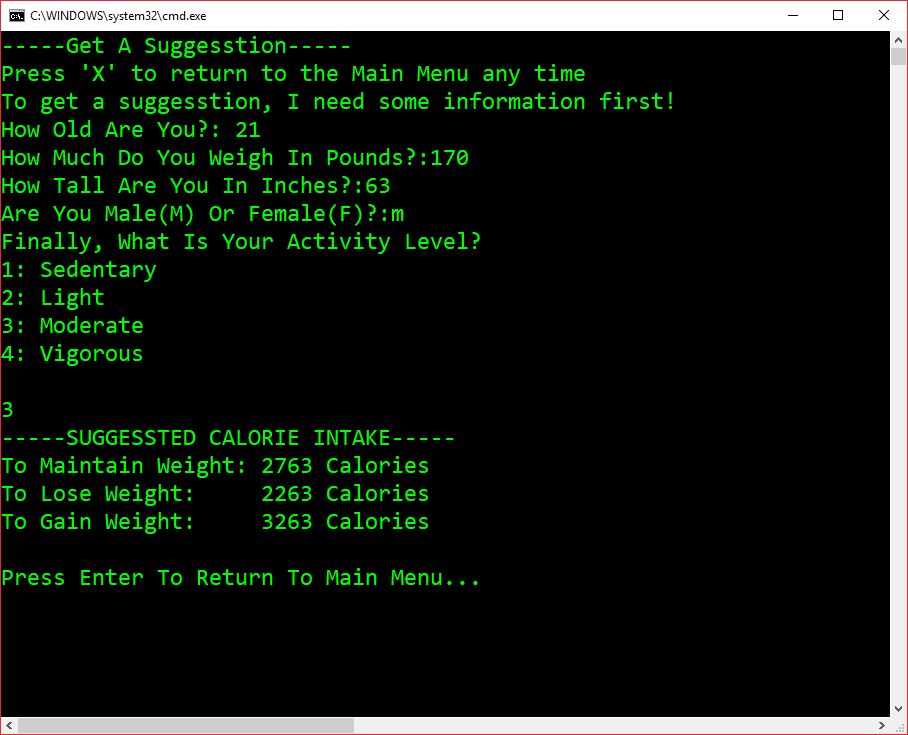 C:\WINDOWS\system32\cmd.exe
-----Get A Suggesstion-----
Press 'X' to return to the Main Menu any time
To get a suggesstion, I need some information first!
How Old Are You?: 21
How Much Do You Weigh In Pounds?:170
How Tall Are You In Inches?:63
Are You Male(M) Or Female(F)?:m
Finally, What Is Your Activity Level?
1: Sedentary
2: Light
3: Moderate
4: Vigorous
3
-----SUGGESSTED CALORIE INTAKE-----
To Maintain Weight: 2763 Calories
To Lose Weight:     2263 Calories
To Gain Weight:     3263 Calories
Press Enter To Return To Main Menu...